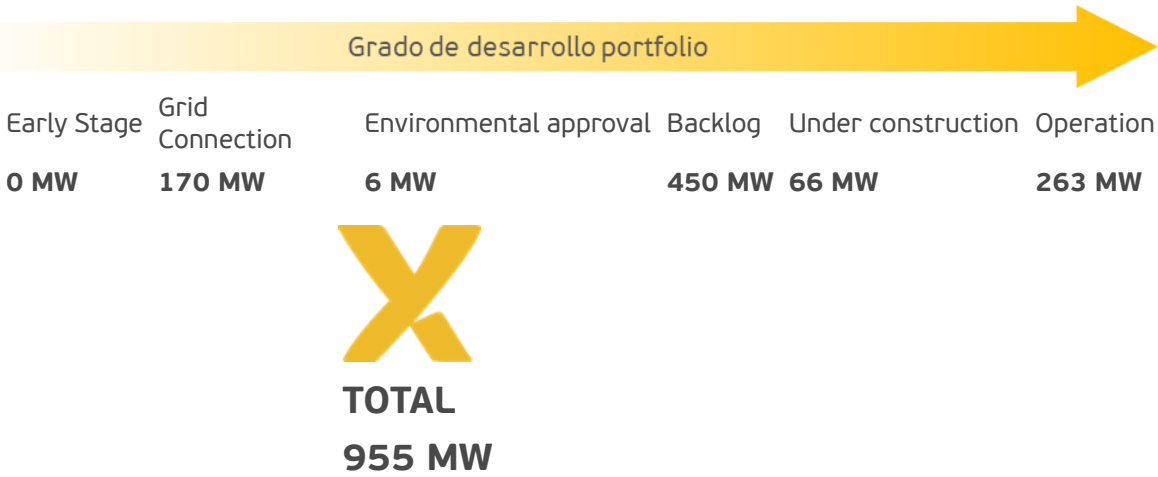 Grado de desarrollo portfolio
Early Stage
Grid
Connection
Environmental approval
Backlog
Under construction
Operation
0 MW
170 MW
6 MW
450 MW
66 MW
263 MW
TOTAL
955 MW